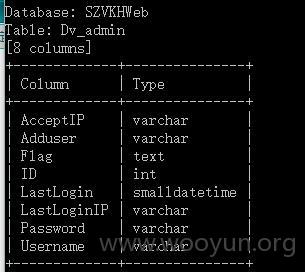 Database: SZVKHWeb
Table: Dv_admin
[8 columns]
+-------------+---------------+
| Column | Type |
+-------------+---------------+
| AcceptIP | varchar |
| Adduser | varchar |
| Flag | text |
| ID | int |
| LastLogin | smalldatetime |
| LastLoginIP | varchar |
| Password | varchar |
| Username | varchar |
+-------------+---------------+
www.wooyun.org